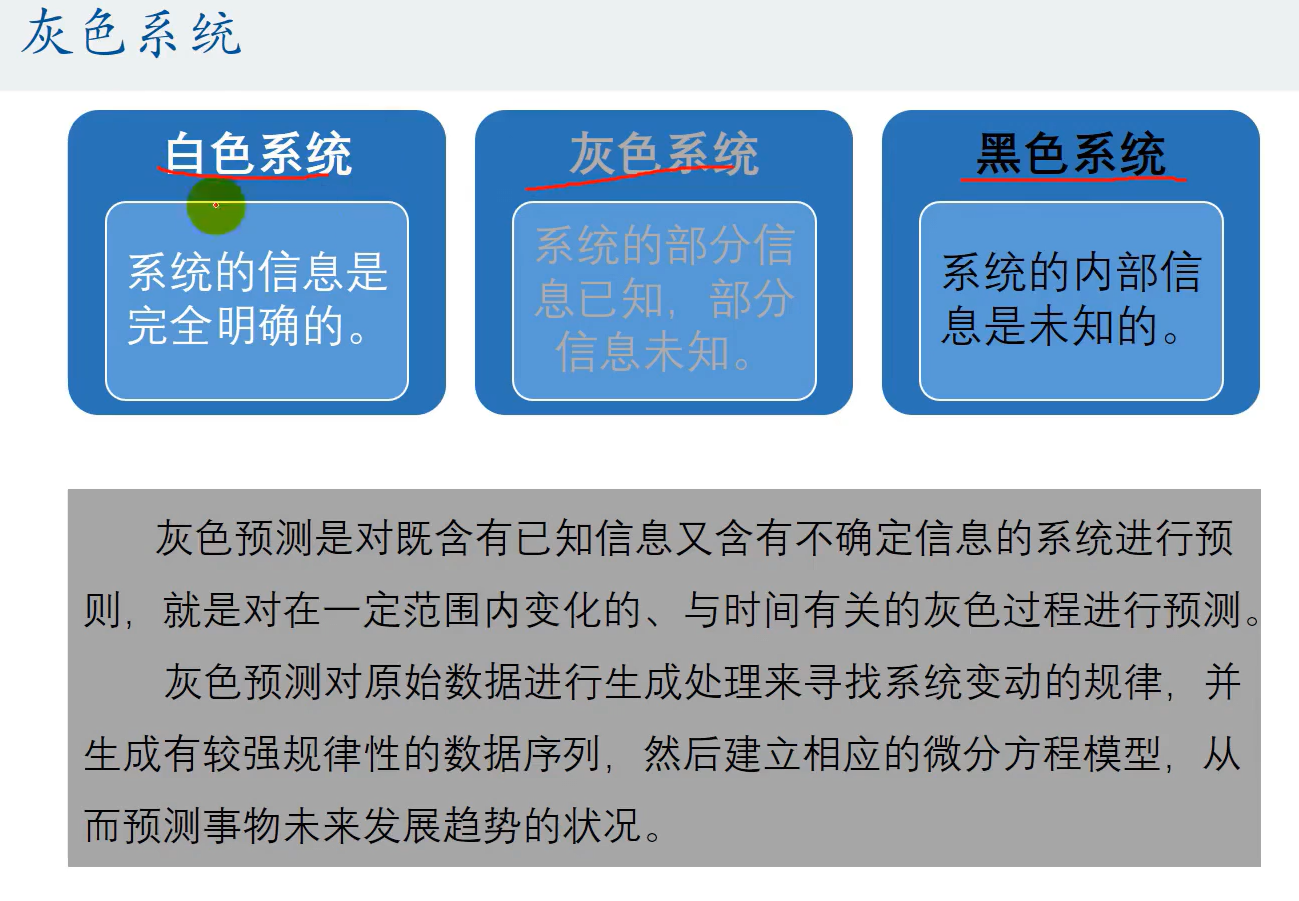 灰色系统
白色系统
系统的信息是
完全明确的。
灰色系统
系统的部分信
息已知，部分
信息未知。
黑色系统
系统的内部信
息是未知的。
灰色预测是对既含有已知信息又含有不确定信息的系统进行预
则，就是对在一定范围内变化的、与时间有关的灰色过程进行预测。
灰色预测对原始数据进行生成处理来寻找系统变动的规律，并
生成有较强规律性的数据序列，然后建立相应的微分方程模型，从
而预测事物未来发展趋势的状况。